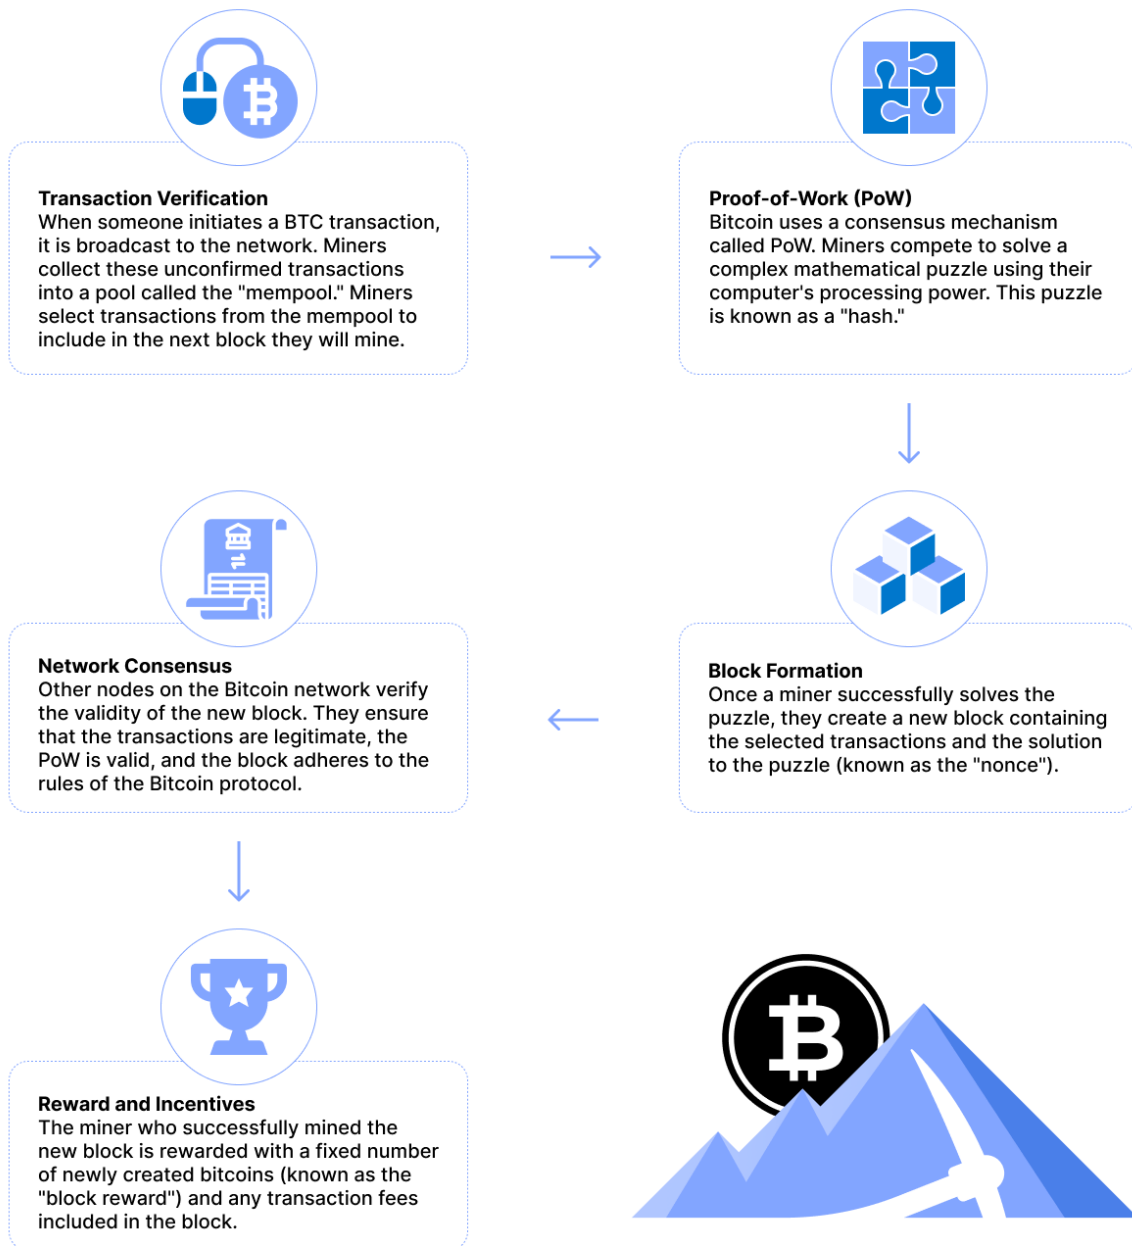 Transaction Verification
When someone initiates a BTC transaction,
it is broadcast to the network. Miners
collect these unconfirmed transactions
into a pool called the "mempool." Miners
select transactions from the mempool to
include in the next block they will mine.
Proof-of-Work (PoW)
Bitcoin uses a consensus mechanism
called PoW. Miners compete to solve a
complex mathematical puzzle using their
computer's processing power. This puzzle
is known as a "hash."
Block Formation
Once a miner successfully solves the
puzzle, they create a new block containing
the selected transactions and the solution
to the puzzle (known as the "nonce").
Network Consensus
Other nodes on the Bitcoin network verify
the validity of the new block. They ensure
that the transactions are legitimate, the
PoW is valid, and the block adheres to the
rules of the Bitcoin protocol.
Reward and Incentives
The miner who successfully mined the
new block is rewarded with a fixed number
of newly created bitcoins (known as the
"block reward") and any transaction fees
included in the block.